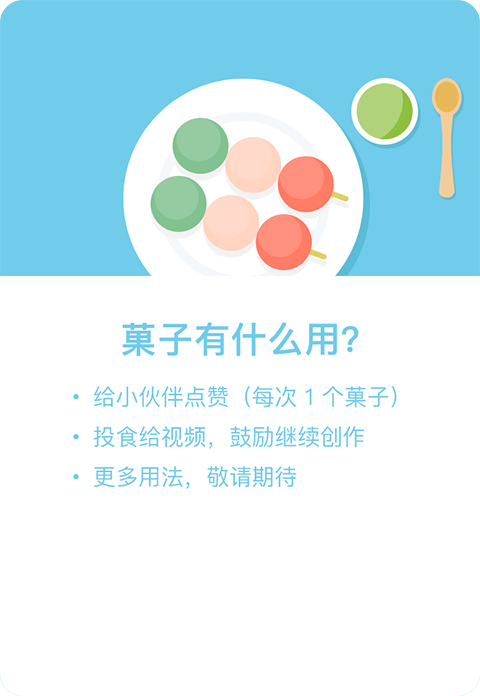 菓子有什么用?
• 给小伙伴点赞（每次 1 个菓子）
• 投食给视频，鼓励继续创作
• 更多用法，敬请期待